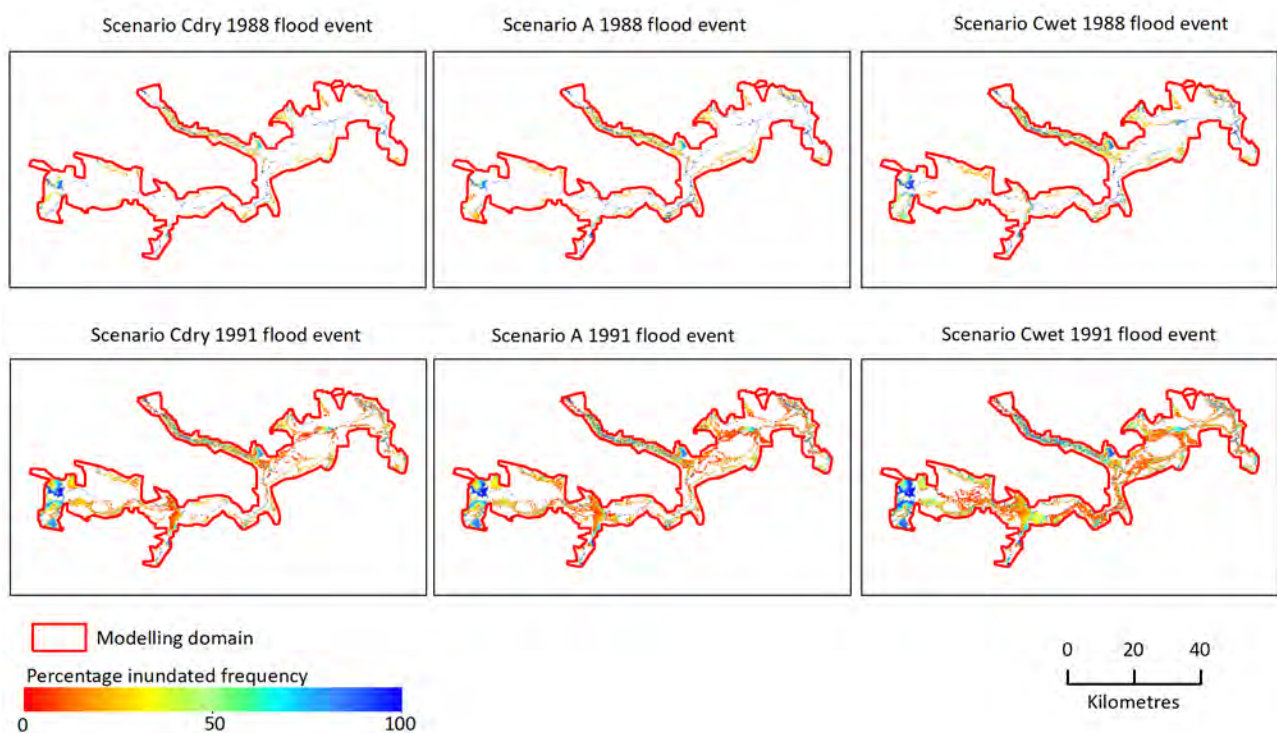 Scenario Cdry 1988 flood event
Scenario A 1988 flood event
Scenario Cwet 1988 flood event
Scenario Cdry 1991 flood event
Scenario A 1991 flood event
Scenario Cwet 1991 flood event
Modelling domain
Percentage inundated frequency
0 50 100
0 20 40
Kilometres